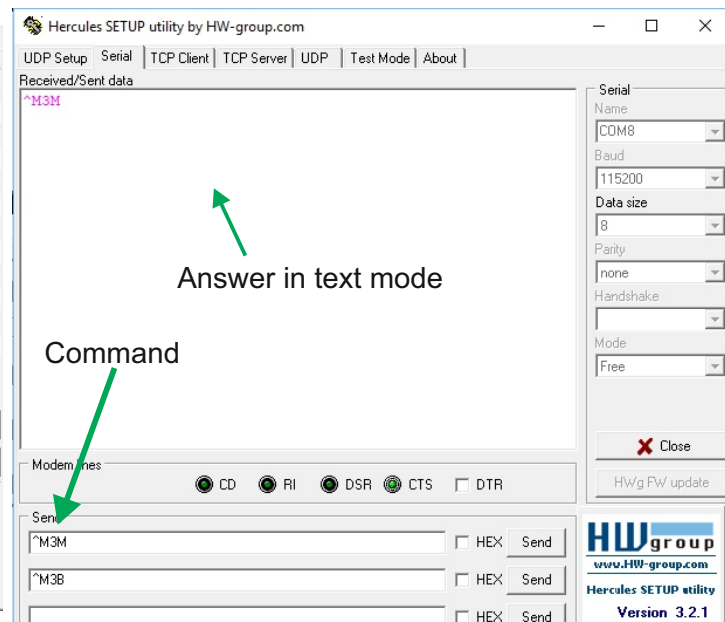 Hercules SETUP utility by HW-group.com
UDP Setup Serial TCP Client TCP Server UDP Test Mode About
Received/Sent data
^M3M
Answer in text mode
Command
Serial
Name
COM8
Baud
115200
Data size
8
Parity
none
Handshake
Mode
Free
Close
HWg FW update
Modem lines
CD RI DSR CTS DTR
Send
^M3M HEX Send
^M3B HEX Send
HEX Send
HW group
www.HW-group.com
Hercules SETUP utility
Version 3.2.1